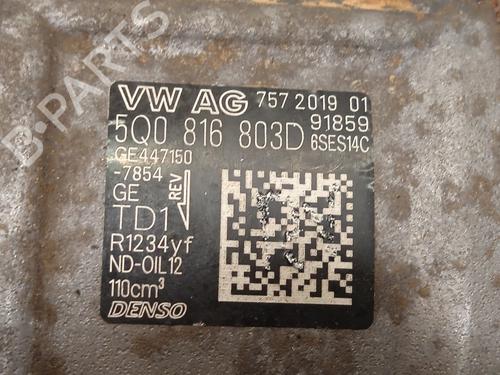 VW AG 757 2019 01
91859
5Q0 816 803D 6SES14C
GE447150
-7854
GE
REV
TD1
R1234yf
ND-OIL12
110cm³
DENSO
B-PARTS